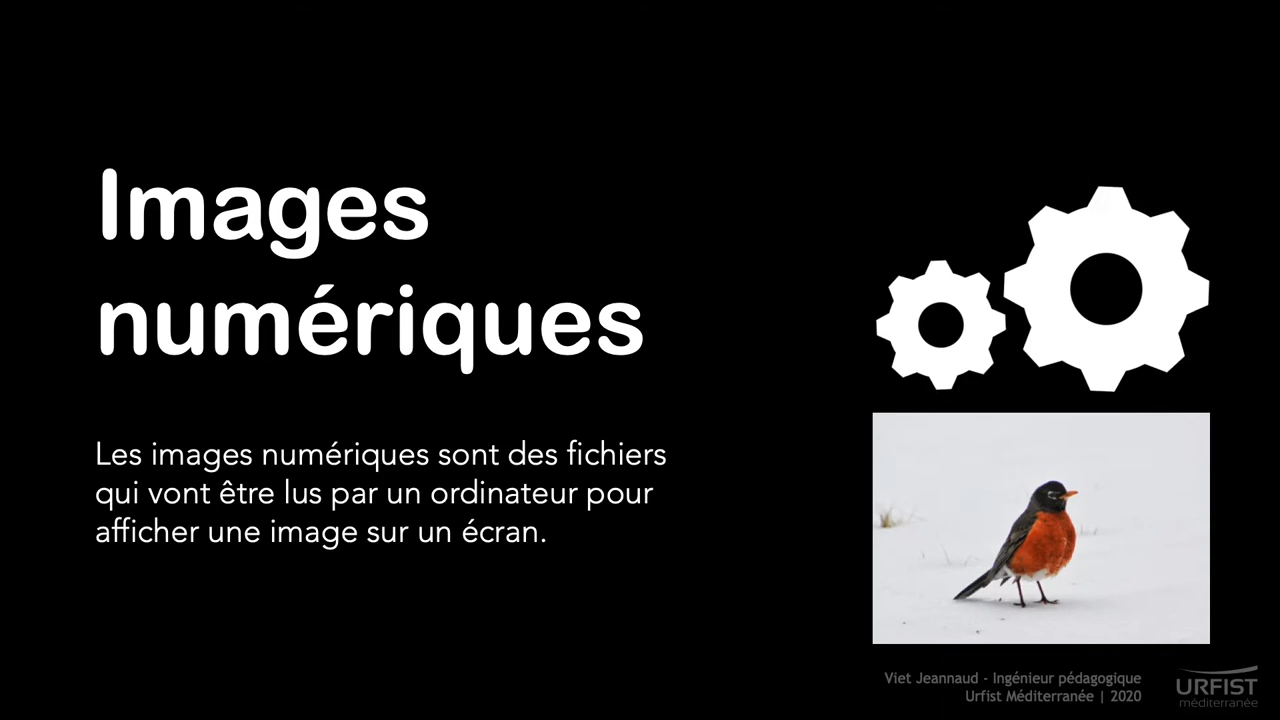 Images
numériques
Les images numériques sont des fichiers
qui vont être lus par un ordinateur pour
afficher une image sur un écran.
Viet Jeannaud - Ingénieur pédagogique
Urfist Méditerranée | 2020
URFIST
méditerranée